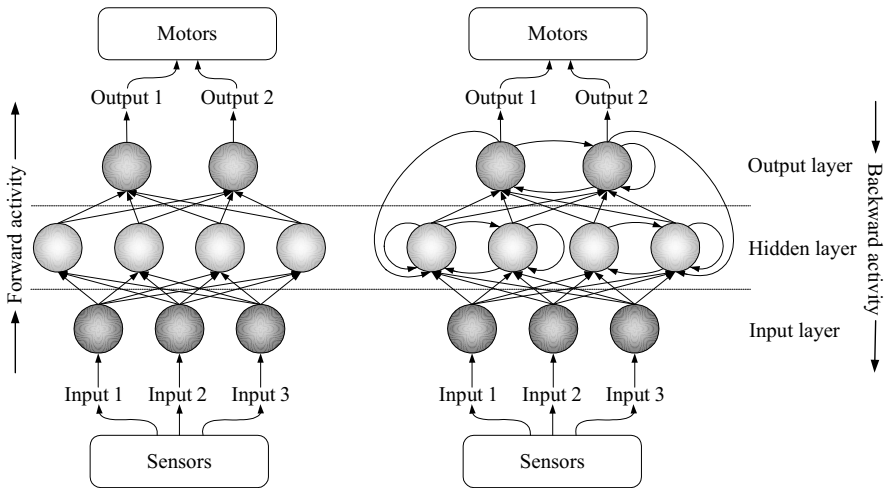 Motors
Motors
Output 1
Output 2
Output 1
Output 2
Forward activity
Backward activity
Output layer
Hidden layer
Input layer
Input 1
Input 2
Input 3
Input 1
Input 2
Input 3
Sensors
Sensors